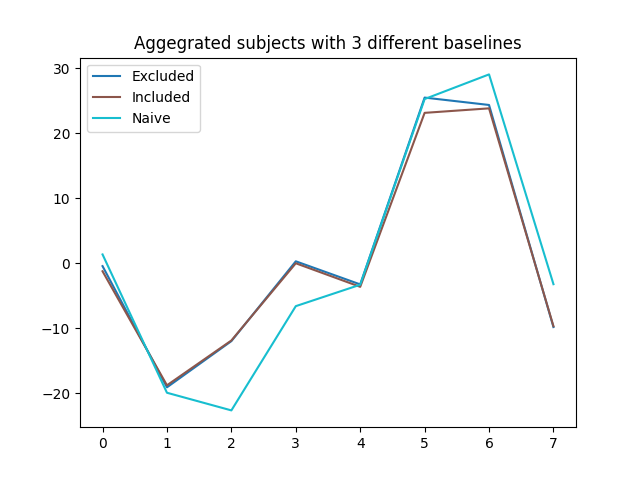 Aggegrated subjects with 3 different baselines
Excluded
Included
Naive
30
20
10
0
−10
−20
0 1 2 3 4 5 6 7